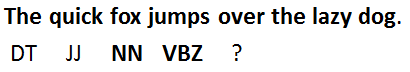 The quick fox jumps over the lazy dog.
DT JJ NN VBZ ?